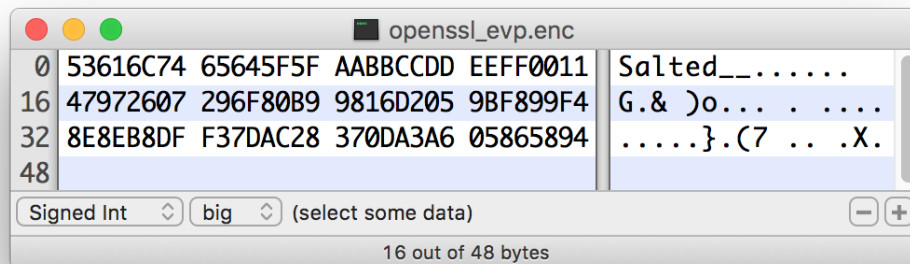 openssl_evp.enc
0 53616C74 65645F5F AABBCCDD EEFF0011 Salted__......
16 47972607 296F80B9 9816D205 9BF899F4 G.& )o... . ....
32 8E8EB8DF F37DAC28 370DA3A6 05865894 .....}.(7 .. .X.
48
Signed Int big (select some data)
16 out of 48 bytes